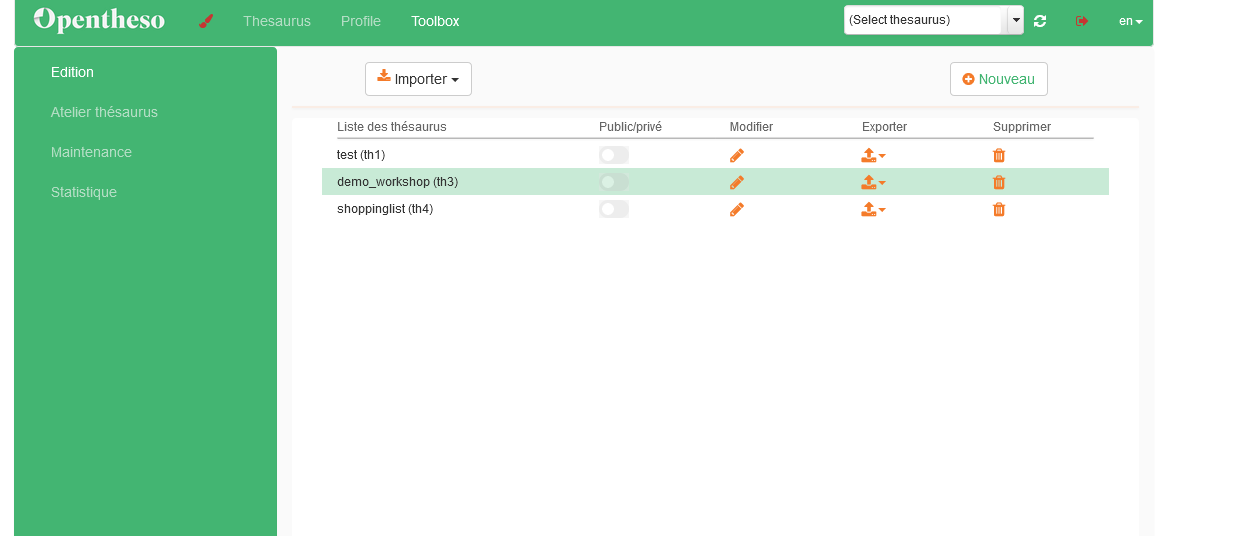 Opentheso Thesaurus Profile Toolbox (Select thesaurus) en
Edition
Atelier thésaurus
Maintenance
Statistique
Importer Nouveau
Liste des thésaurus Public/privé Modifier Exporter Supprimer
test (th1)
demo_workshop (th3)
shoppinglist (th4)